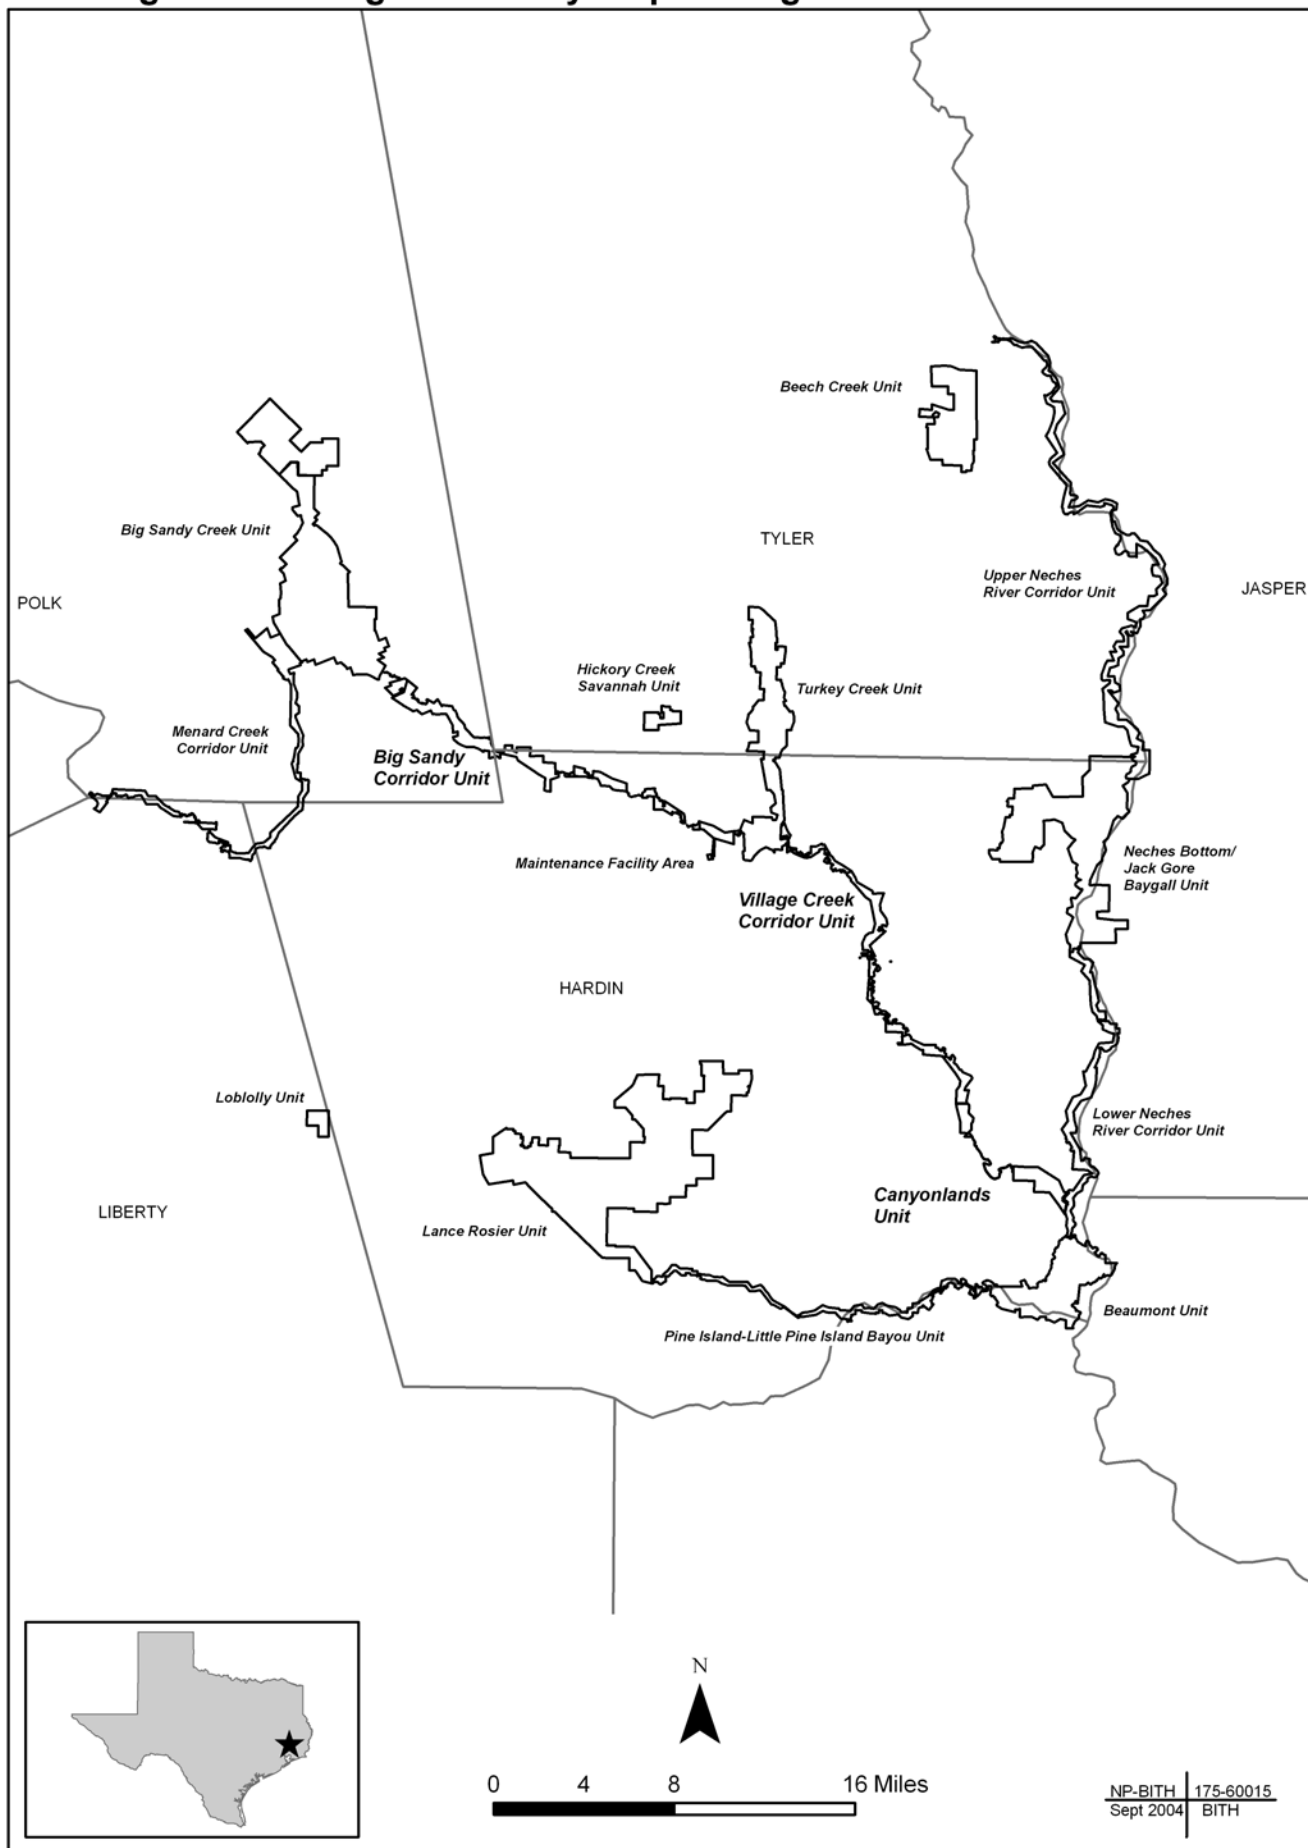 Beech Creek Unit
Big Sandy Creek Unit
TYLER
Upper Neches
River Corridor Unit
JASPER
POLK
Hickory Creek
Savannah Unit
Turkey Creek Unit
Menard Creek
Corridor Unit
Big Sandy
Corridor Unit
Maintenance Facility Area
Neches Bottom/
Jack Gore
Baygall Unit
Village Creek
Corridor Unit
HARDIN
Loblolly Unit
Lower Neches
River Corridor Unit
Canyonlands
Unit
LIBERTY
Lance Rosier Unit
Beaumont Unit
Pine Island-Little Pine Island Bayou Unit
N
0 4 8 16 Miles
NP-BITH 175-60015
Sept 2004 BITH